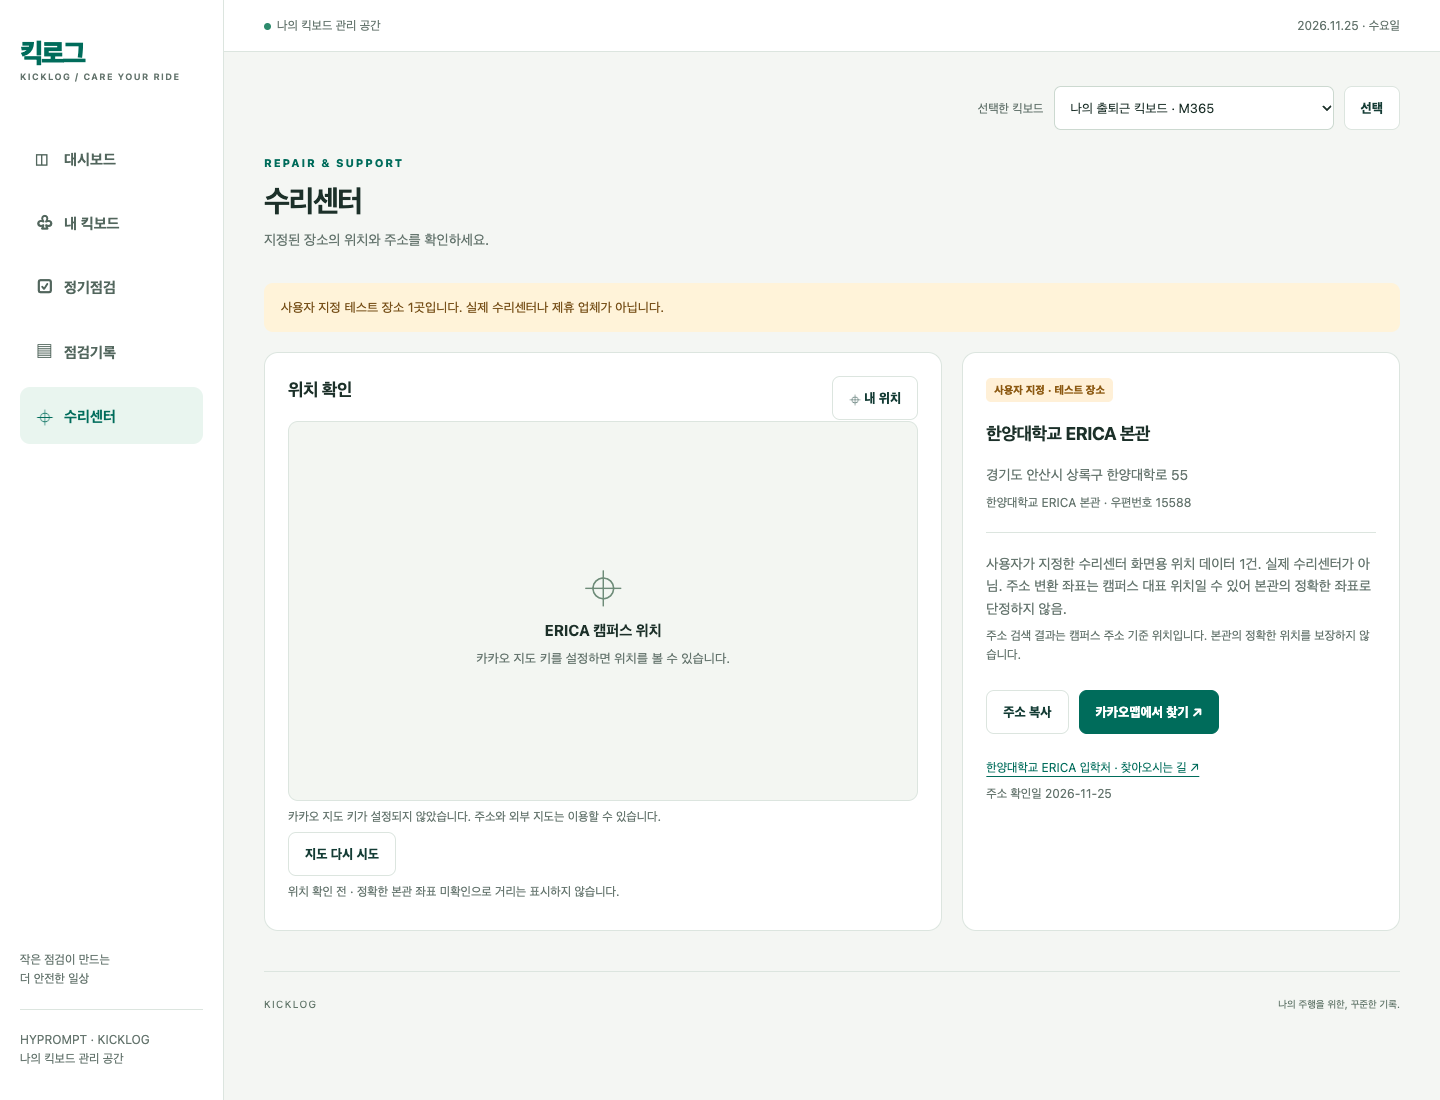 킥로그
KICKLOG / CARE YOUR RIDE
대시보드
내 킥보드
정기점검
점검기록
수리센터
작은 점검이 만드는
더 안전한 일상
HYPROMPT · KICKLOG
나의 킥보드 관리 공간
나의 킥보드 관리 공간
2026.11.25 · 수요일
선택한 킥보드
나의 출퇴근 킥보드 · M365
선택
REPAIR & SUPPORT
수리센터
지정된 장소의 위치와 주소를 확인하세요.
사용자 지정 테스트 장소 1곳입니다. 실제 수리센터나 제휴 업체가 아닙니다.
위치 확인
내 위치
ERICA 캠퍼스 위치
카카오 지도 키를 설정하면 위치를 볼 수 있습니다.
카카오 지도 키가 설정되지 않았습니다. 주소와 외부 지도는 이용할 수 있습니다.
지도 다시 시도
위치 확인 전 · 정확한 본관 좌표 미확인으로 거리는 표시하지 않습니다.
사용자 지정 · 테스트 장소
한양대학교 ERICA 본관
경기도 안산시 상록구 한양대학로 55
한양대학교 ERICA 본관 · 우편번호 15588
사용자가 지정한 수리센터 화면용 위치 데이터 1건. 실제 수리센터가 아
님. 주소 변환 좌표는 캠퍼스 대표 위치일 수 있어 본관의 정확한 좌표로
단정하지 않음.
주소 검색 결과는 캠퍼스 주소 기준 위치입니다. 본관의 정확한 위치를 보장하지 않
습니다.
주소 복사
카카오맵에서 찾기 ↗
한양대학교 ERICA 입학처 · 찾아오시는 길 ↗
주소 확인일 2026-11-25
KICKLOG
나의 주행을 위한, 꾸준한 기록.